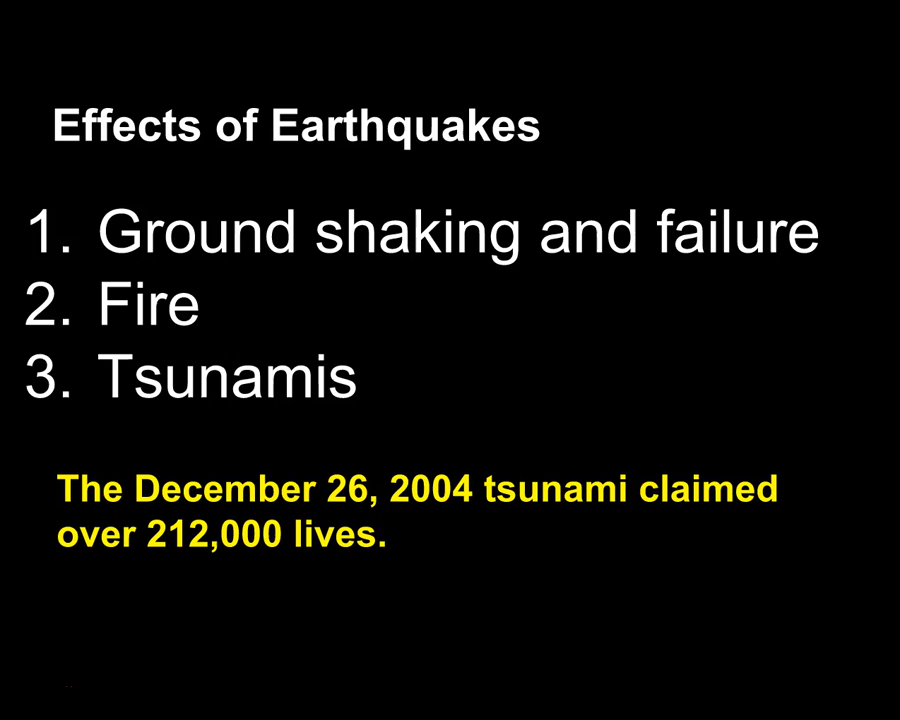 Effects of Earthquakes
1. Ground shaking and failure
2. Fire
3. Tsunamis
The December 26, 2004 tsunami claimed
over 212,000 lives.